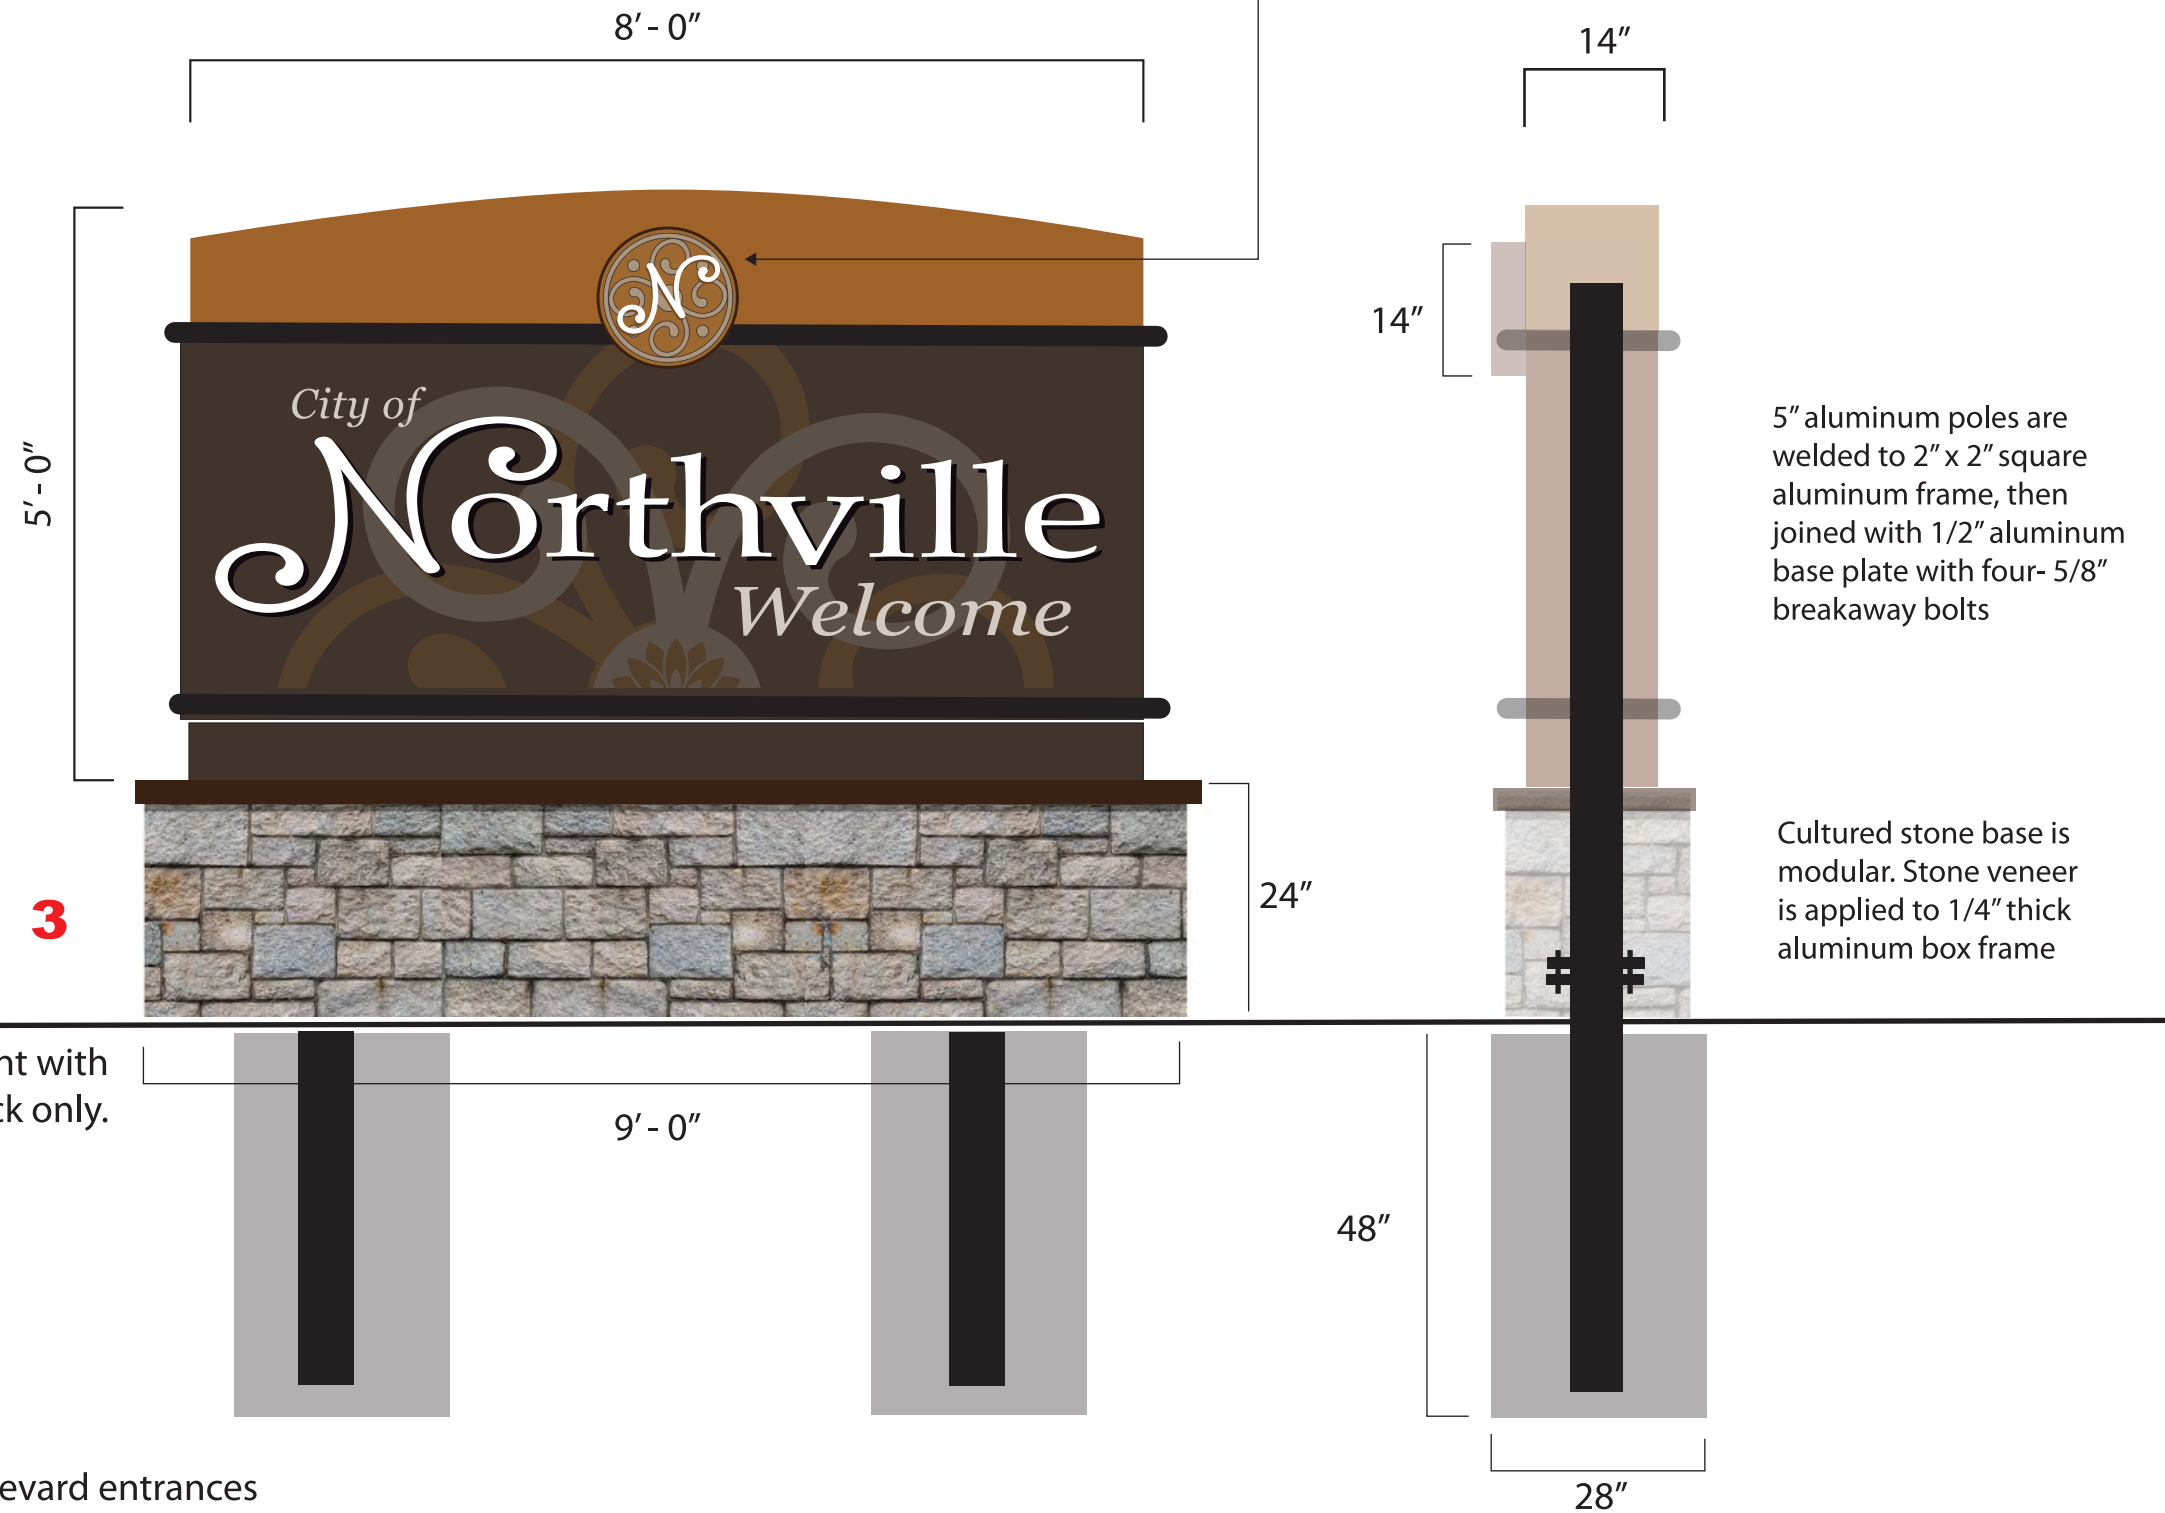 8’ - 0”
14”
5’ - 0”
N
City of
Northville
Welcome
14”
5” aluminum poles are
welded to 2” x 2” square
aluminum frame, then
joined with 1/2” aluminum
base plate with four- 5/8”
breakaway bolts
24”
3
Cultured stone base is
modular. Stone veneer
is applied to 1/4” thick
aluminum box frame
nt with
ck only.
9’ - 0”
48”
28”
evard entrances